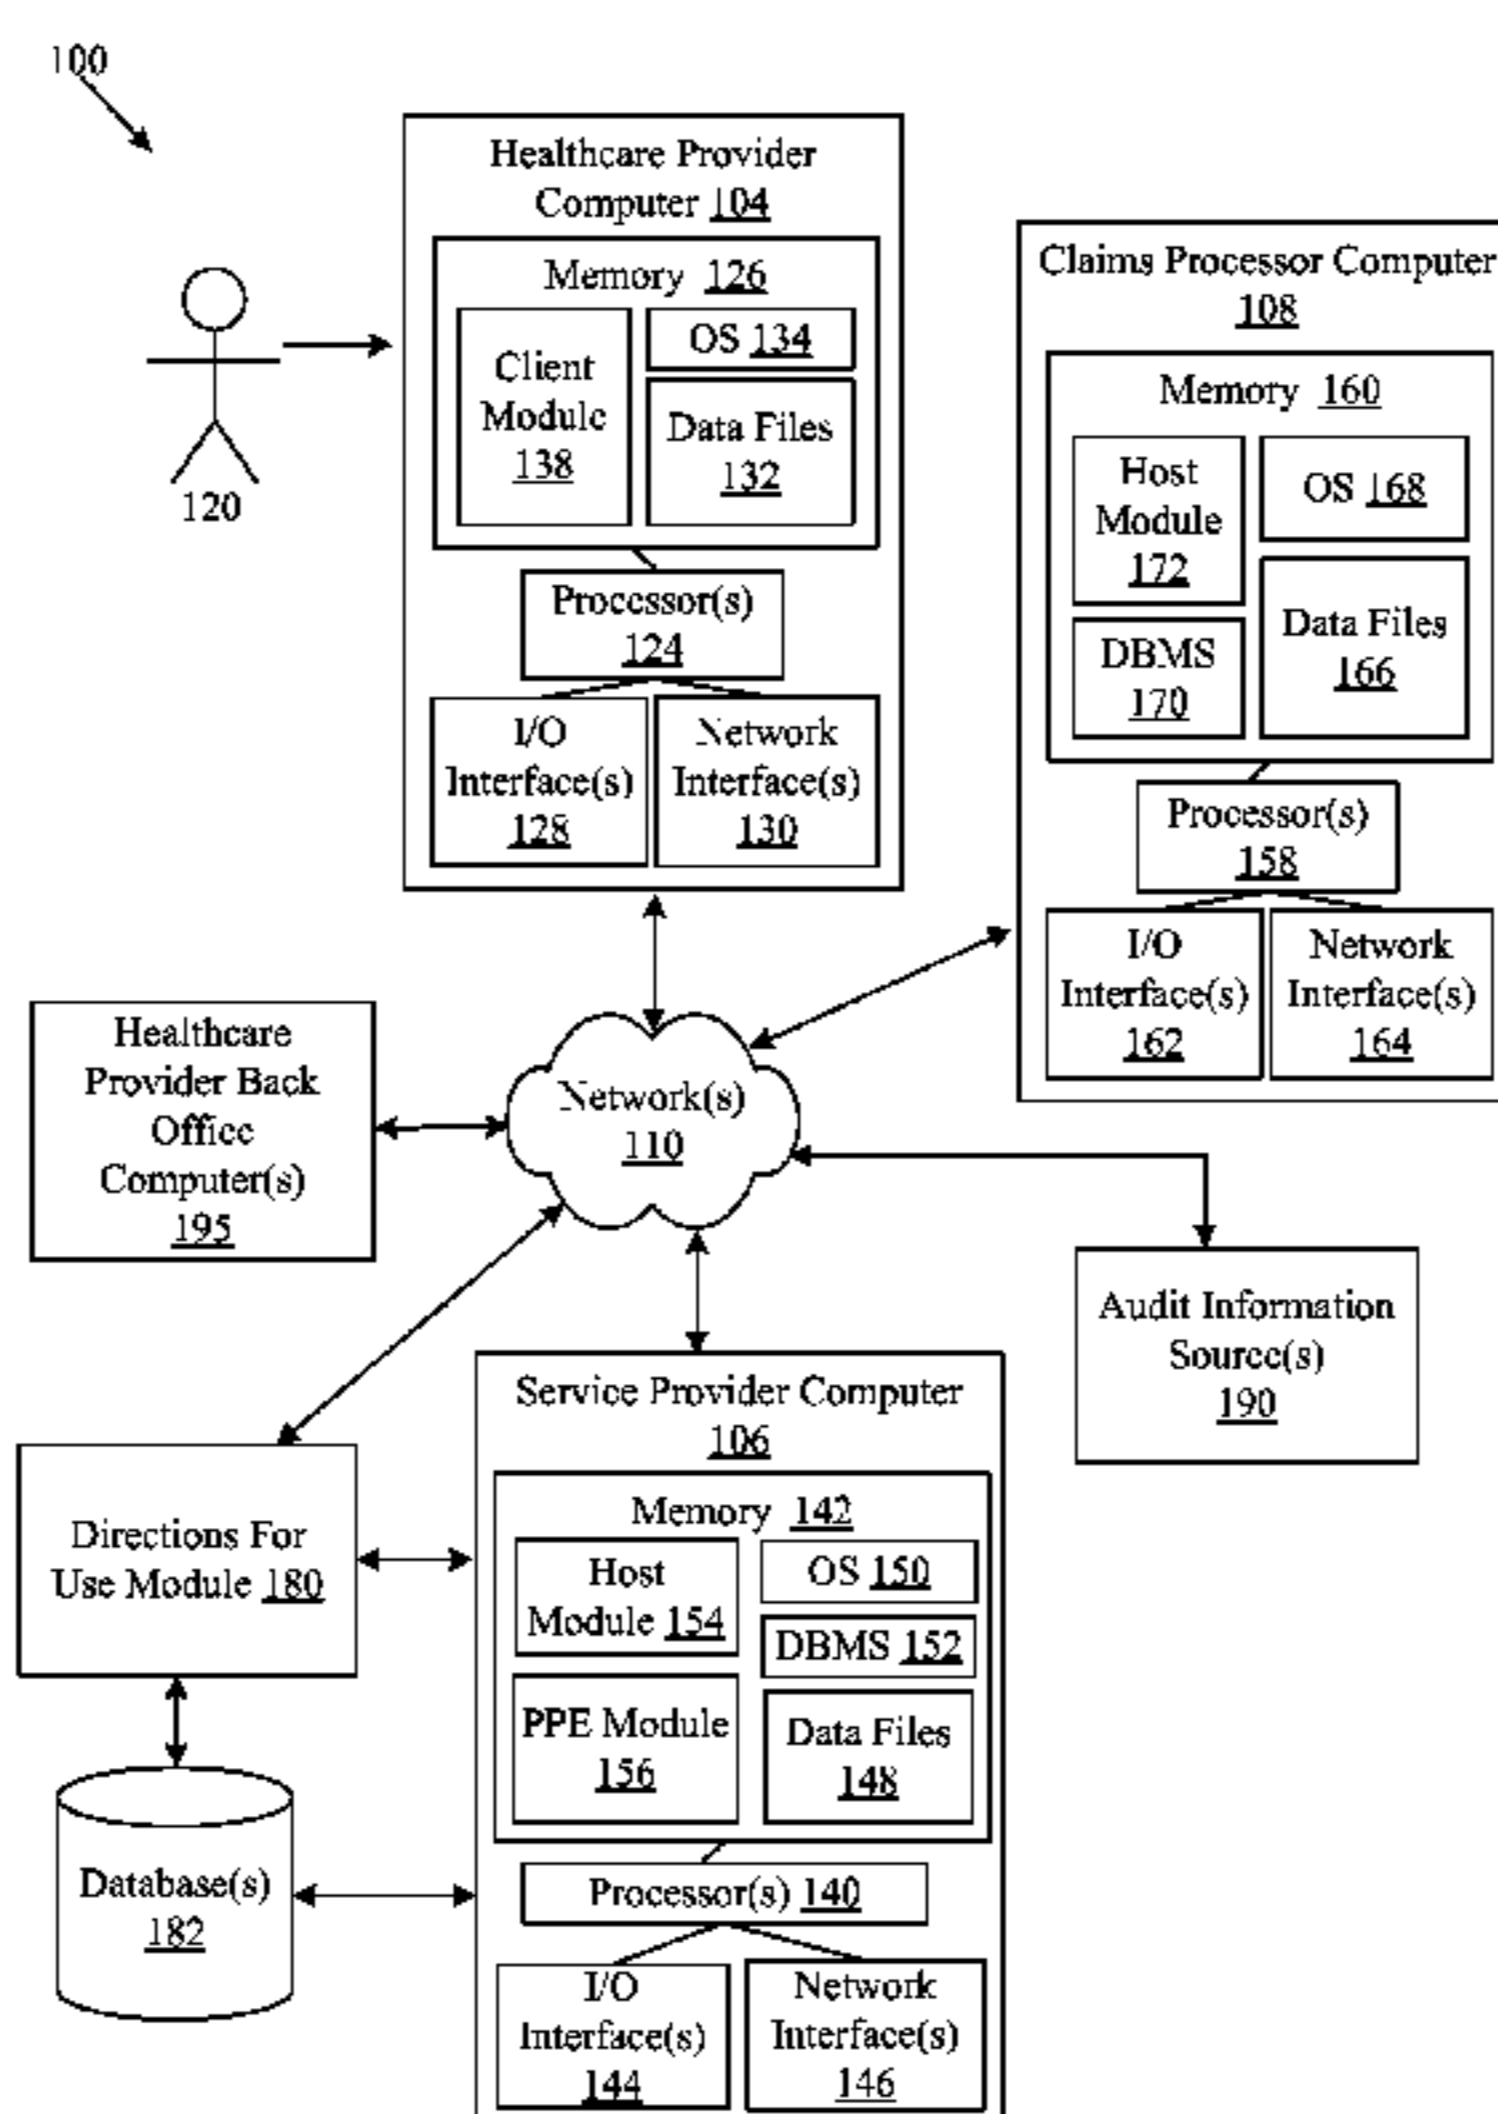 100
Healthcare Provider
Computer 104
Memory 126
Client
Module
138
OS 134
Data Files
132
120
Processor(s)
124
I/O
Interface(s)
128
Network
Interface(s)
130
Claims Processor Computer
108
Memory 160
Host
Module
172
OS 168
DBMS
170
Data Files
166
Processor(s)
158
I/O
Interface(s)
162
Network
Interface(s)
164
Healthcare
Provider Back
Office
Computer(s)
195
Network(s)
110
Audit Information
Source(s)
190
Directions For
Use Module 180
Database(s)
182
Service Provider Computer
106
Memory 142
Host
Module 154
OS 150
DBMS 152
PPE Module
156
Data Files
148
Processor(s) 140
I/O
Interface(s)
144
Network
Interface(s)
146